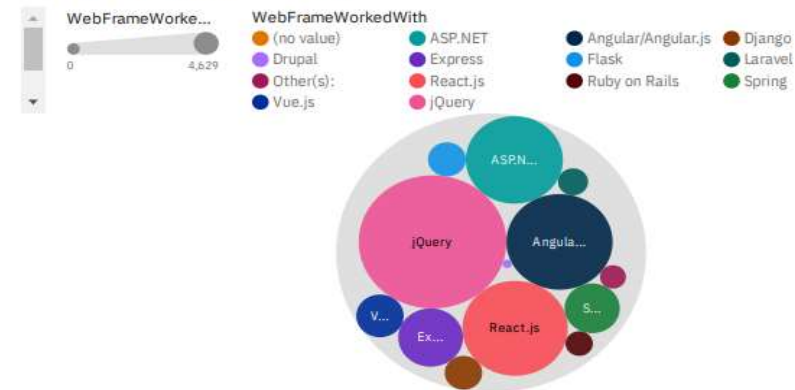 WebFrameWorke...
0 4,629
WebFrameWorkedWith
(no value) ASP.NET Angular/Angular.js Django
Drupal Express Flask Laravel
Other(s): React.js Ruby on Rails Spring
Vue.js jQuery
ASP.N...
jQuery Angula...
V... Ex... React.js S...